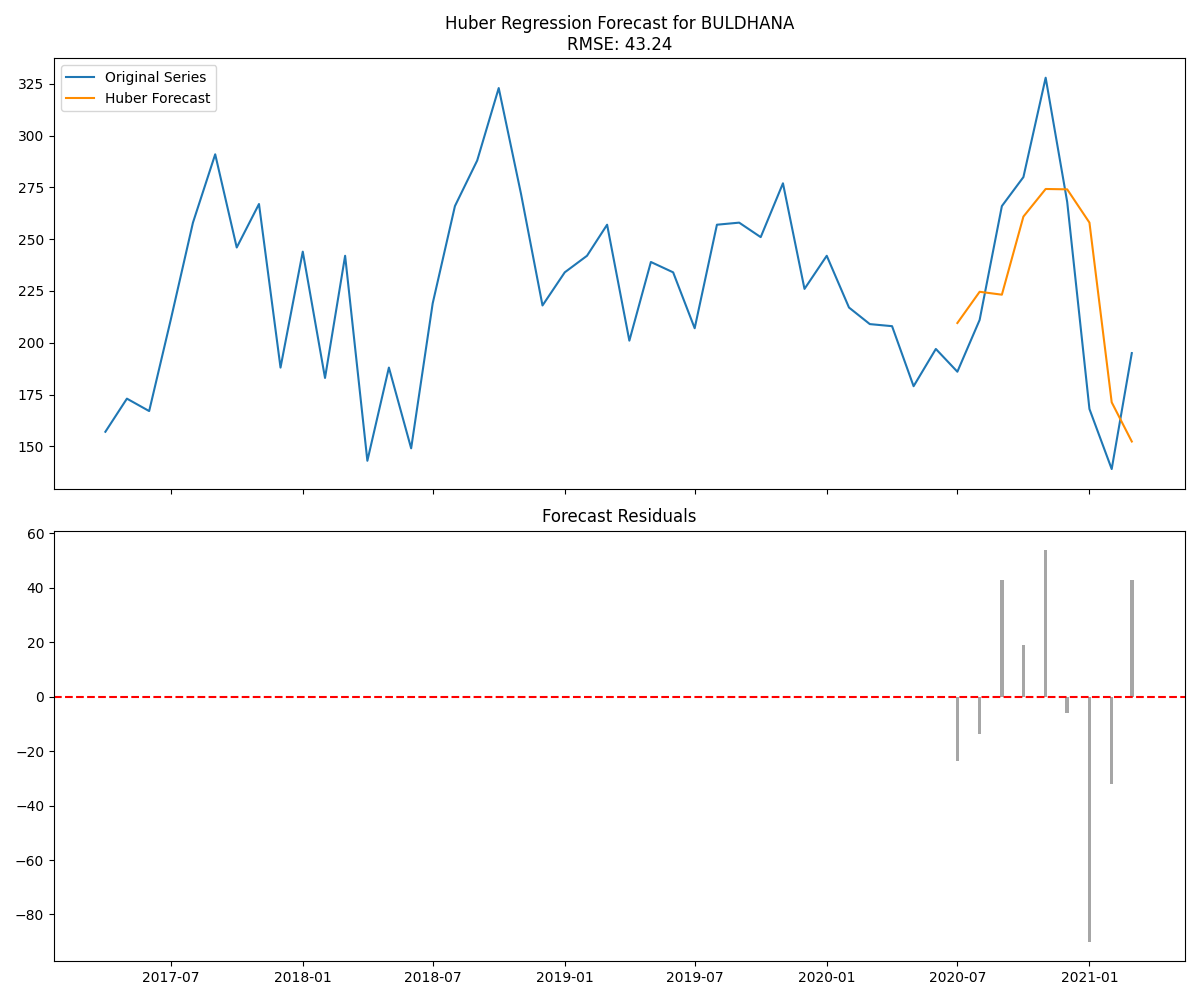 Huber Regression Forecast for BULDHANA
RMSE: 43.24
Original Series
Huber Forecast
325
300
275
250
225
200
175
150
Forecast Residuals
60
40
20
0
−20
−40
−60
−80
2017-07 2018-01 2018-07 2019-01 2019-07 2020-01 2020-07 2021-01